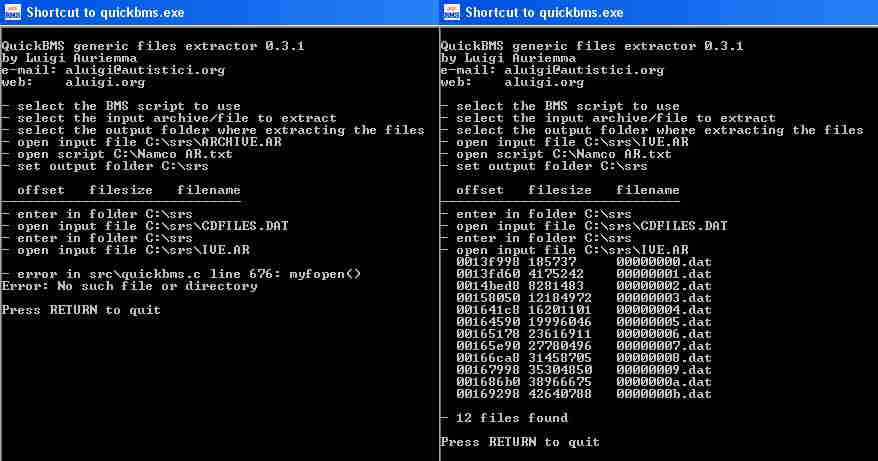 Shortcut to quickbms.exe
QuickBMS generic files extractor 0.3.1
by Luigi Auriemma
e-mail: aluigi@autistici.org
web:    aluigi.org
- select the BMS script to use
- select the input archive/file to extract
- select the output folder where extracting the files
- open input file C:\srs\ARCHIVE.AR
- open script C:\Namco AR.txt
- set output folder C:\srs
offset   filesize   filename
- enter in folder C:\srs
- open input file C:\srs\CDFILES.DAT
- enter in folder C:\srs
- open input file C:\srs\IVE.AR
- error in src\quickbms.c line 676: myfopen()
Error: No such file or directory
Press RETURN to quit
Shortcut to quickbms.exe
QuickBMS generic files extractor 0.3.1
by Luigi Auriemma
e-mail: aluigi@autistici.org
web:    aluigi.org
- select the BMS script to use
- select the input archive/file to extract
- select the output folder where extracting the files
- open input file C:\srs\IVE.AR
- open script C:\Namco AR.txt
- set output folder C:\srs
offset   filesize   filename
- enter in folder C:\srs
- open input file C:\srs\CDFILES.DAT
- enter in folder C:\srs
- open input file C:\srs\IVE.AR
0013f998 185737     00000000.dat
0013fd60 4175242    00000001.dat
0014bed8 8281483    00000002.dat
00158050 12184972   00000003.dat
001641c8 16201101   00000004.dat
00164590 19996046   00000005.dat
00165178 23616911   00000006.dat
00165e90 27780496   00000007.dat
00166ca8 31458705   00000008.dat
00167998 35304850   00000009.dat
001686b0 38966675   0000000a.dat
00169298 42640788   0000000b.dat
- 12 files found
Press RETURN to quit